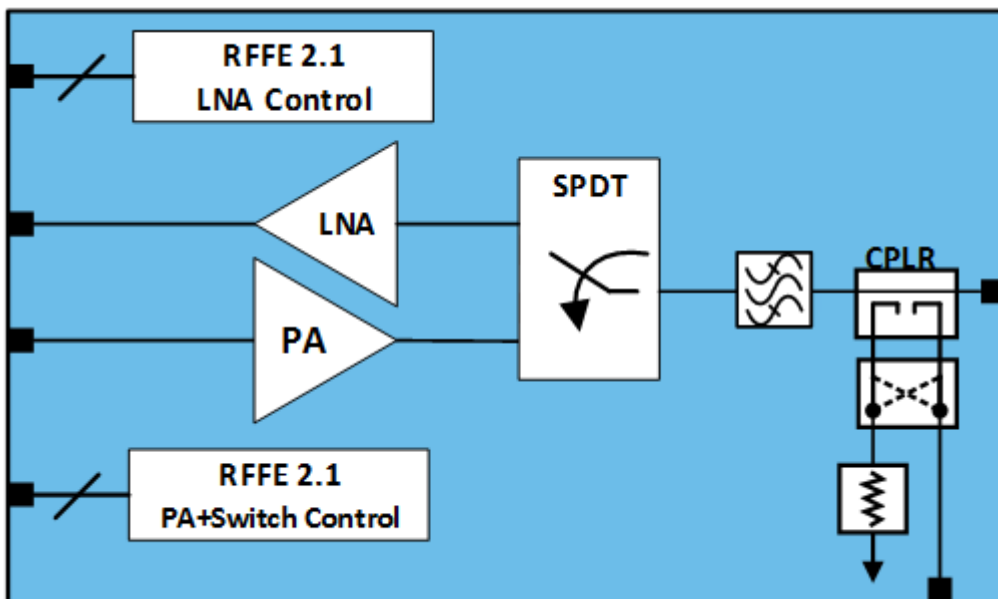 RFFE 2.1
LNA Control
LNA
SPDT
CPLR
PA
RFFE 2.1
PA+Switch Control